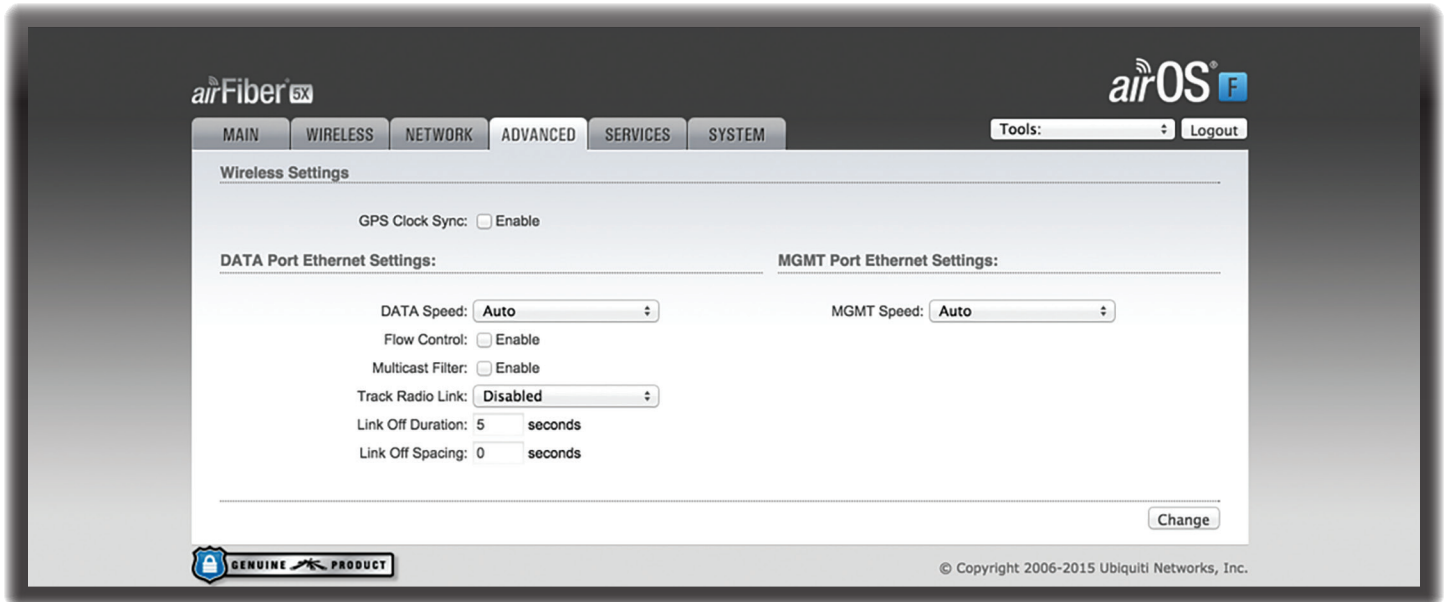 airFiber® 5X
airOS® F
MAIN WIRELESS NETWORK ADVANCED SERVICES SYSTEM Tools: Logout
Wireless Settings
GPS Clock Sync: Enable
DATA Port Ethernet Settings: MGMT Port Ethernet Settings:
DATA Speed: Auto MGMT Speed: Auto
Flow Control: Enable
Multicast Filter: Enable
Track Radio Link: Disabled
Link Off Duration: 5 seconds
Link Off Spacing: 0 seconds
Change
GENUINE PRODUCT
© Copyright 2006-2015 Ubiquiti Networks, Inc.